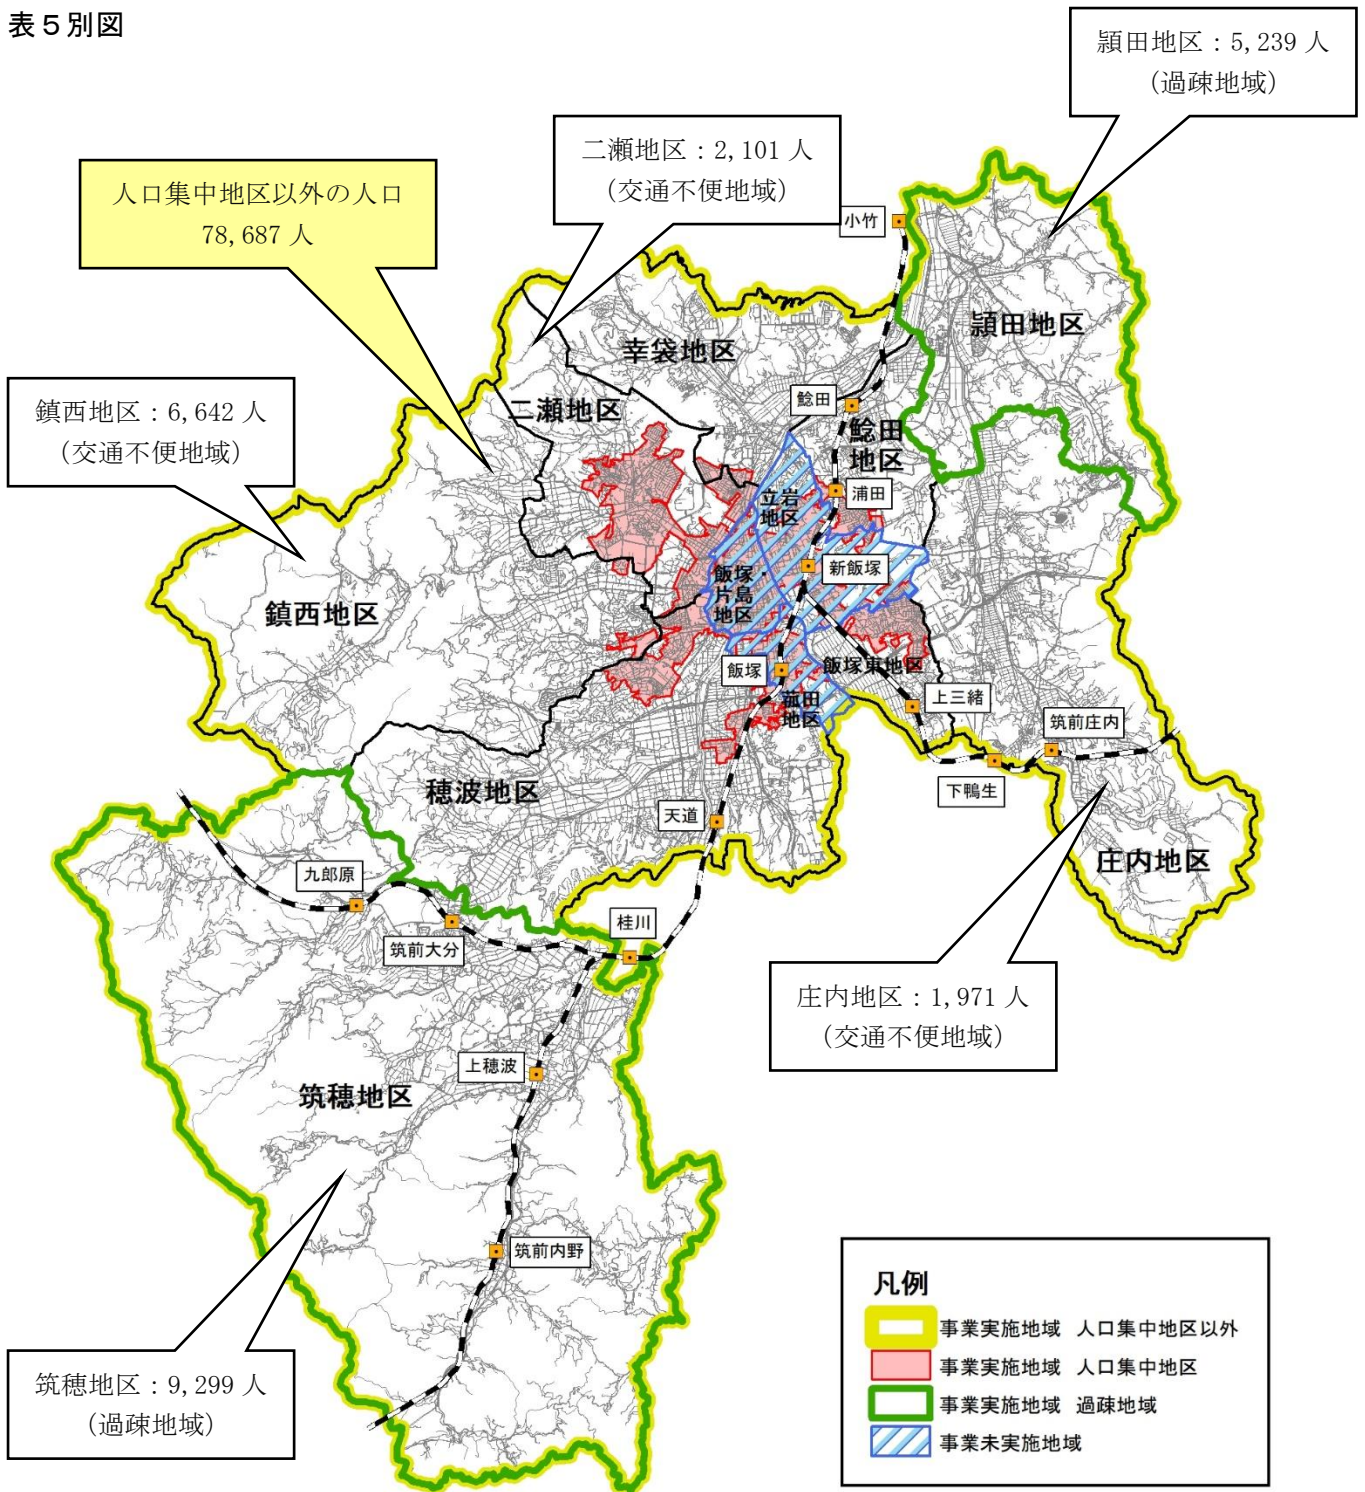 表５別図
頴田地区：5,239 人
（過疎地域）
二瀬地区：2,101 人
（交通不便地域）
人口集中地区以外の人口
78,687 人
小竹
頴田地区
幸袋地区
鎮西地区：6,642 人
（交通不便地域）
二瀬地区
鯰田
鯰田
地区
浦田
立岩
地区
新飯塚
飯塚
片島
地区
鎮西地区
飯塚
飯塚東地区
菰田
地区
上三緒
筑前庄内
下鴨生
穂波地区
天道
庄内地区
九郎原
筑前大分
桂川
庄内地区：1,971 人
（交通不便地域）
上穂波
筑穂地区
筑前内野
筑穂地区：9,299 人
（過疎地域）
凡例
事業実施地域 人口集中地区以外
事業実施地域 人口集中地区
事業実施地域 過疎地域
事業未実施地域